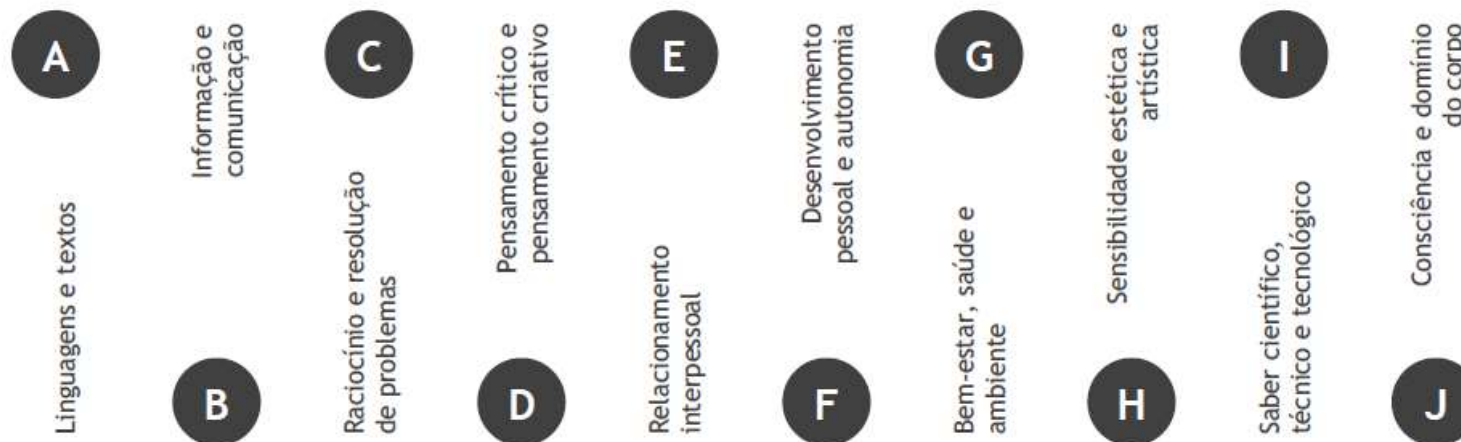 A
Linguagens e textos
Informação e
comunicação
B
C
Raciocínio e resolução
de problemas
Pensamento crítico e
pensamento criativo
D
E
Relacionamento
interpessoal
Desenvolvimento
pessoal e autonomia
F
G
Bem-estar, saúde e
ambiente
Sensibilidade estética e
artística
H
I
Saber científico,
técnico e tecnológico
Consciência e domínio
do corpo
J